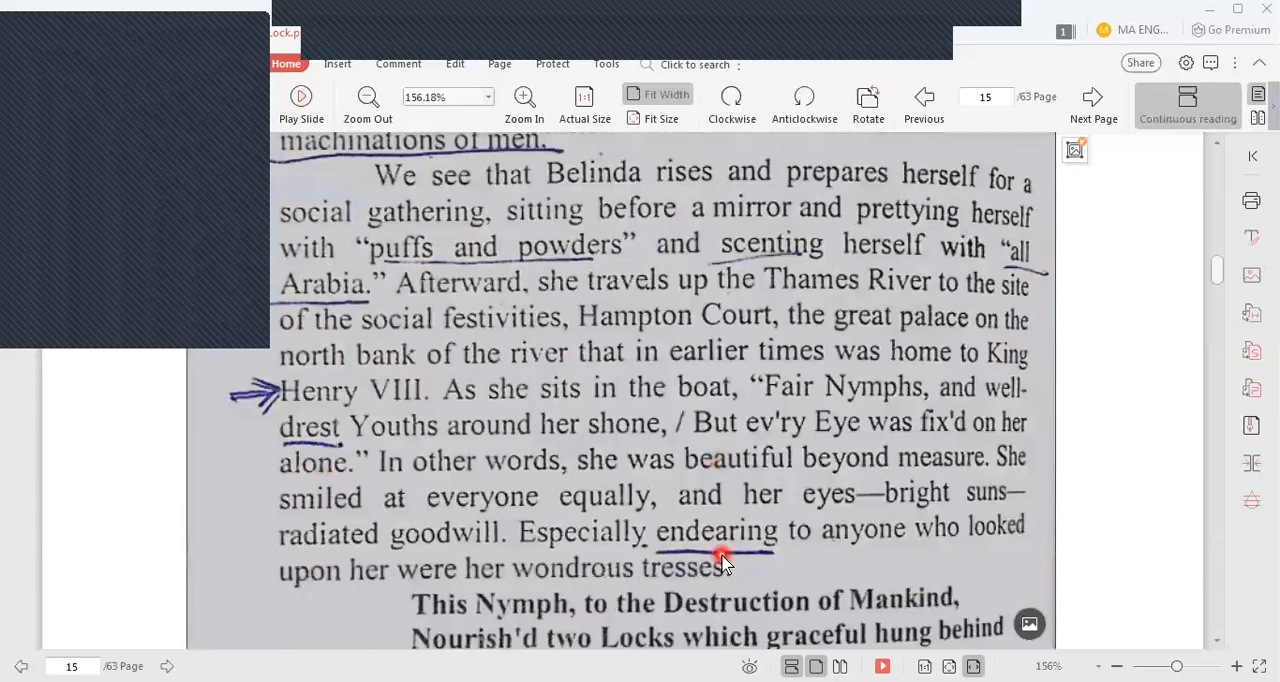 Lock.p
1 MA ENG... Go Premium
Home Insert Comment Edit Page Protect Tools Click to search : Share
156.18% Fit Width 15 /63 Page
Play Slide Zoom Out Zoom In Actual Size Fit Size Clockwise Anticlockwise Rotate Previous Next Page Continuous reading
1:1
machinations of men.
We see that Belinda rises and prepares herself for a
social gathering, sitting before a mirror and prettying herself
with “puffs and powders” and scenting herself with “all
Arabia.” Afterward, she travels up the Thames River to the site
of the social festivities, Hampton Court, the great palace on the
north bank of the river that in earlier times was home to King
Henry VIII. As she sits in the boat, “Fair Nymphs, and well-
drest Youths around her shone, / But ev'ry Eye was fix'd on her
alone.” In other words, she was beautiful beyond measure. She
smiled at everyone equally, and her eyes—bright suns—
radiated goodwill. Especially endearing to anyone who looked
upon her were her wondrous tresses
This Nymph, to the Destruction of Mankind,
Nourish'd two Locks which graceful hung behind
15 /63 Page 156%